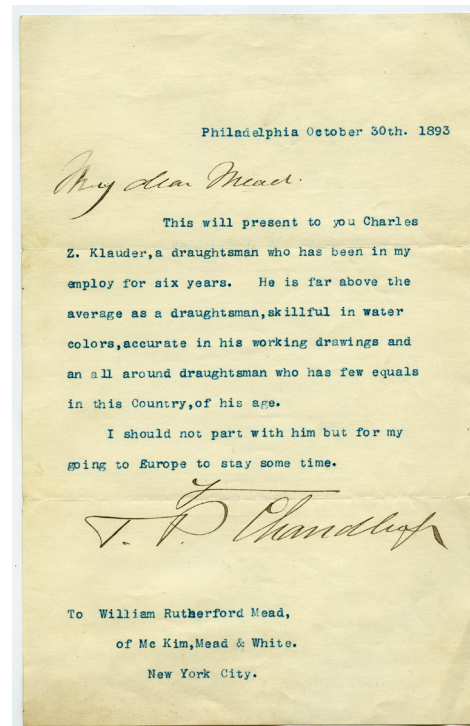 Philadelphia October 30th. 1893
My dear Mead.
This will present to you Charles
Z. Klauder,a draughtsman who has been in my
employ for six years. He is far above the
average as a draughtsman,skillful in water
colors,accurate in his working drawings and
an all around draughtsman who has few equals
in this Country,of his age.
I should not part with him but for my
going to Europe to stay some time.
T. P. Chandler Jr
To William Rutherford Mead,
of Mc Kim,Mead & White.
New York City.